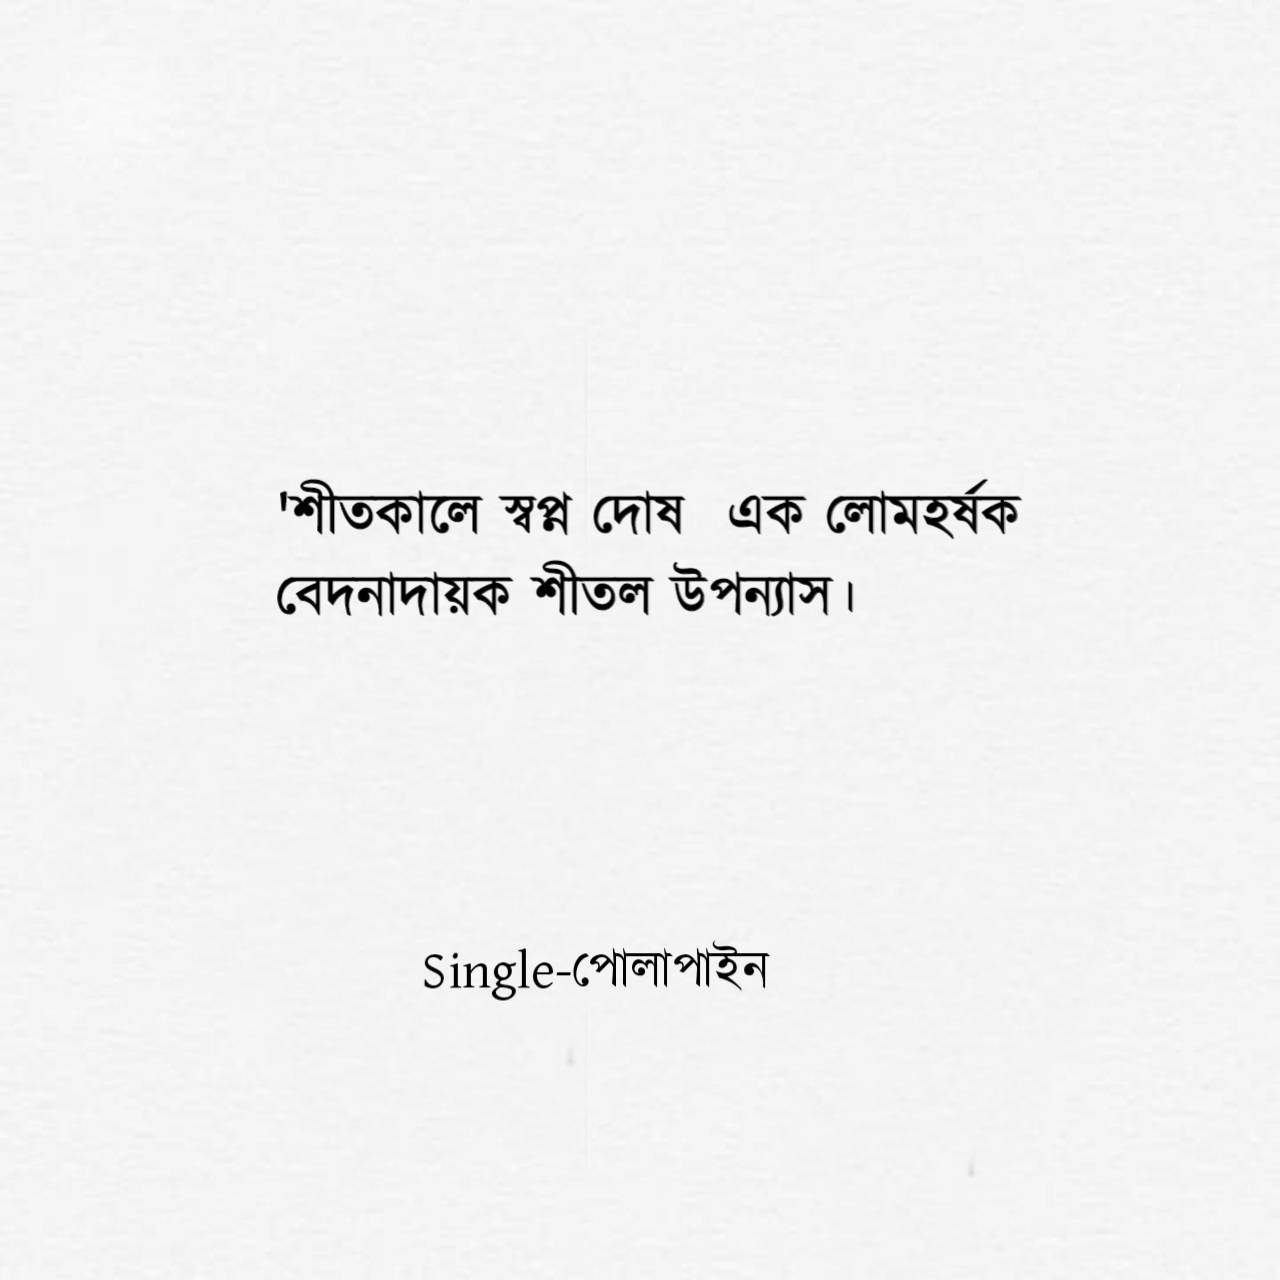 'শীতকালে স্বপ্ন দোষ  এক লোমহর্ষক
বেদনাদায়ক শীতল উপন্যাস।
Single-পোলাপাইন